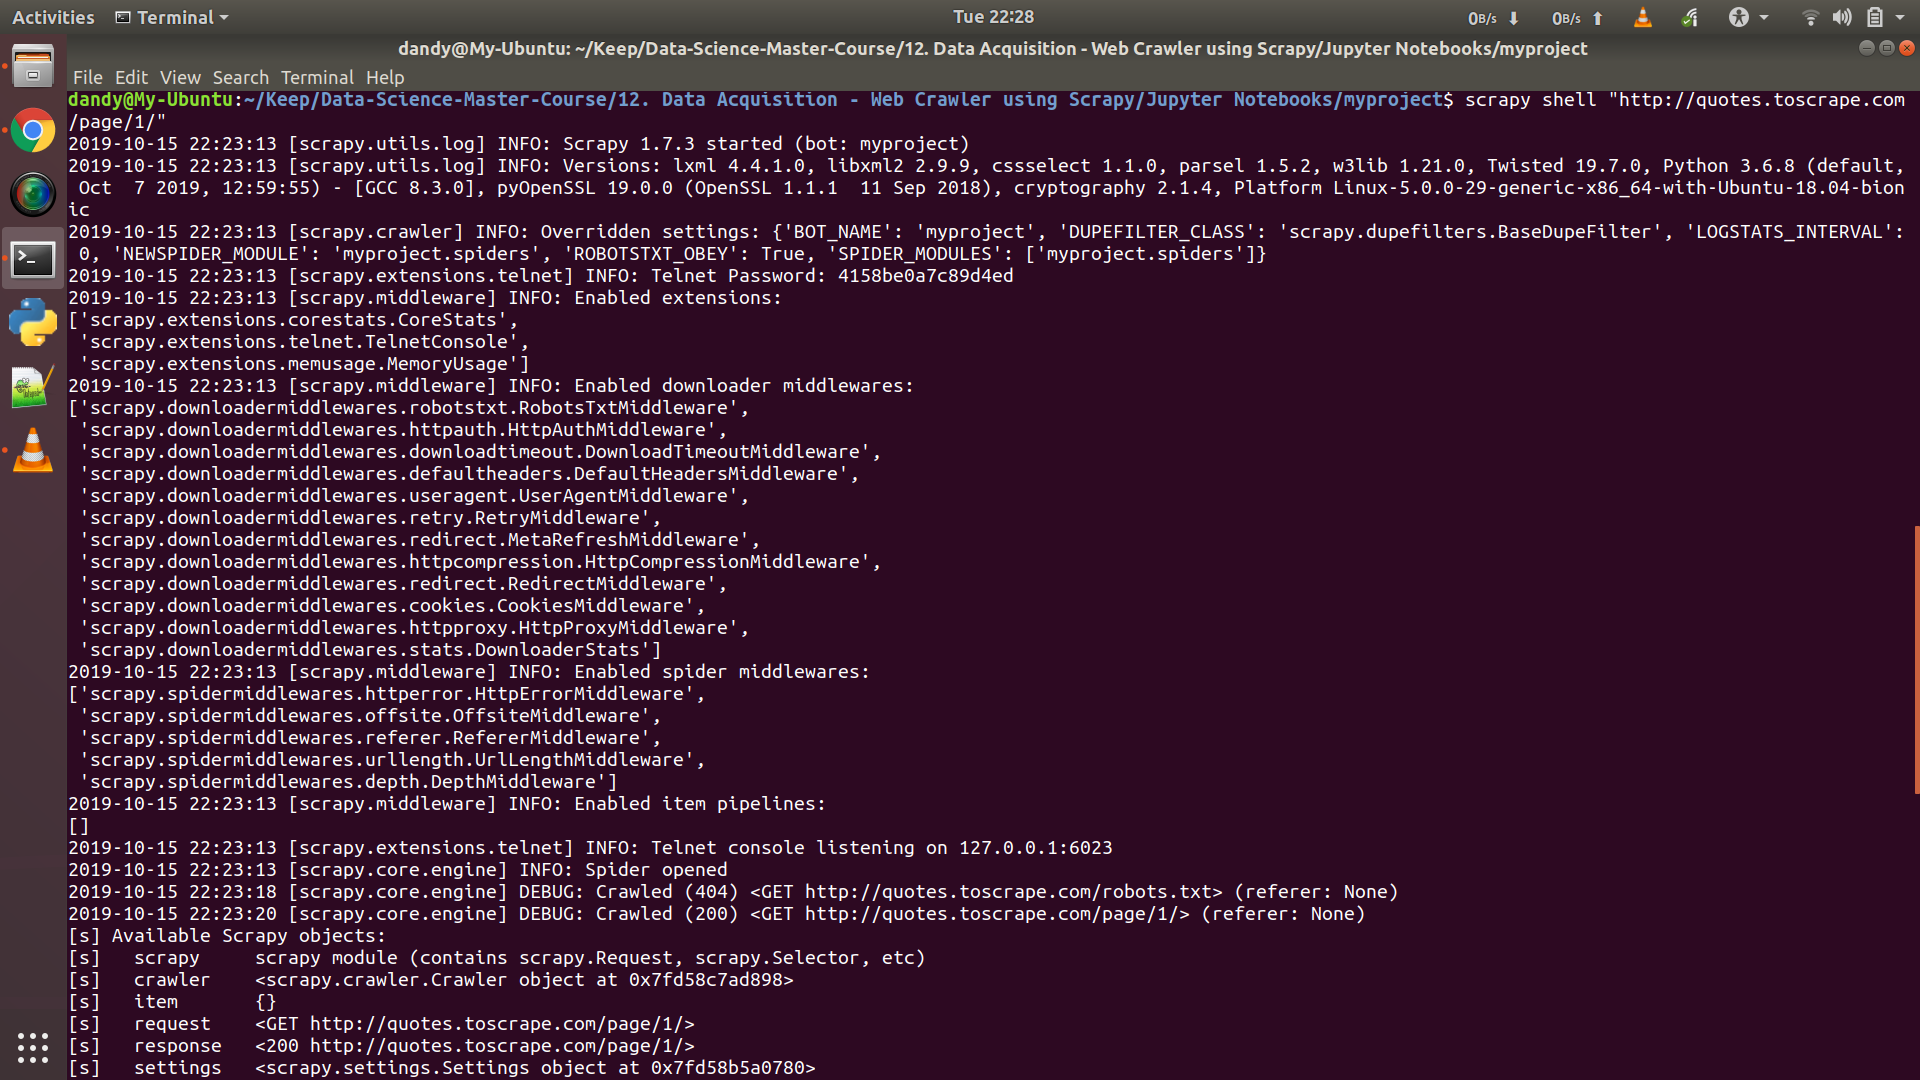 Activities Terminal Tue 22:28 0B/s 0B/s
dandy@My-Ubuntu: ~/Keep/Data-Science-Master-Course/12. Data Acquisition - Web Crawler using Scrapy/Jupyter Notebooks/myproject
File Edit View Search Terminal Help
dandy@My-Ubuntu:~/Keep/Data-Science-Master-Course/12. Data Acquisition - Web Crawler using Scrapy/Jupyter Notebooks/myproject$ scrapy shell "http://quotes.toscrape.com
/page/1/"
2019-10-15 22:23:13 [scrapy.utils.log] INFO: Scrapy 1.7.3 started (bot: myproject)
2019-10-15 22:23:13 [scrapy.utils.log] INFO: Versions: lxml 4.4.1.0, libxml2 2.9.9, cssselect 1.1.0, parsel 1.5.2, w3lib 1.21.0, Twisted 19.7.0, Python 3.6.8 (default,
 Oct  7 2019, 12:59:55) - [GCC 8.3.0], pyOpenSSL 19.0.0 (OpenSSL 1.1.1  11 Sep 2018), cryptography 2.1.4, Platform Linux-5.0.0-29-generic-x86_64-with-Ubuntu-18.04-bion
ic
2019-10-15 22:23:13 [scrapy.crawler] INFO: Overridden settings: {'BOT_NAME': 'myproject', 'DUPEFILTER_CLASS': 'scrapy.dupefilters.BaseDupeFilter', 'LOGSTATS_INTERVAL':
 0, 'NEWSPIDER_MODULE': 'myproject.spiders', 'ROBOTSTXT_OBEY': True, 'SPIDER_MODULES': ['myproject.spiders']}
2019-10-15 22:23:13 [scrapy.extensions.telnet] INFO: Telnet Password: 4158be0a7c89d4ed
2019-10-15 22:23:13 [scrapy.middleware] INFO: Enabled extensions:
['scrapy.extensions.corestats.CoreStats',
 'scrapy.extensions.telnet.TelnetConsole',
 'scrapy.extensions.memusage.MemoryUsage']
2019-10-15 22:23:13 [scrapy.middleware] INFO: Enabled downloader middlewares:
['scrapy.downloadermiddlewares.robotstxt.RobotsTxtMiddleware',
 'scrapy.downloadermiddlewares.httpauth.HttpAuthMiddleware',
 'scrapy.downloadermiddlewares.downloadtimeout.DownloadTimeoutMiddleware',
 'scrapy.downloadermiddlewares.defaultheaders.DefaultHeadersMiddleware',
 'scrapy.downloadermiddlewares.useragent.UserAgentMiddleware',
 'scrapy.downloadermiddlewares.retry.RetryMiddleware',
 'scrapy.downloadermiddlewares.redirect.MetaRefreshMiddleware',
 'scrapy.downloadermiddlewares.httpcompression.HttpCompressionMiddleware',
 'scrapy.downloadermiddlewares.redirect.RedirectMiddleware',
 'scrapy.downloadermiddlewares.cookies.CookiesMiddleware',
 'scrapy.downloadermiddlewares.httpproxy.HttpProxyMiddleware',
 'scrapy.downloadermiddlewares.stats.DownloaderStats']
2019-10-15 22:23:13 [scrapy.middleware] INFO: Enabled spider middlewares:
['scrapy.spidermiddlewares.httperror.HttpErrorMiddleware',
 'scrapy.spidermiddlewares.offsite.OffsiteMiddleware',
 'scrapy.spidermiddlewares.referer.RefererMiddleware',
 'scrapy.spidermiddlewares.urllength.UrlLengthMiddleware',
 'scrapy.spidermiddlewares.depth.DepthMiddleware']
2019-10-15 22:23:13 [scrapy.middleware] INFO: Enabled item pipelines:
[]
2019-10-15 22:23:13 [scrapy.extensions.telnet] INFO: Telnet console listening on 127.0.0.1:6023
2019-10-15 22:23:13 [scrapy.core.engine] INFO: Spider opened
2019-10-15 22:23:18 [scrapy.core.engine] DEBUG: Crawled (404) <GET http://quotes.toscrape.com/robots.txt> (referer: None)
2019-10-15 22:23:20 [scrapy.core.engine] DEBUG: Crawled (200) <GET http://quotes.toscrape.com/page/1/> (referer: None)
[s] Available Scrapy objects:
[s]   scrapy     scrapy module (contains scrapy.Request, scrapy.Selector, etc)
[s]   crawler    <scrapy.crawler.Crawler object at 0x7fd58c7ad898>
[s]   item       {}
[s]   request    <GET http://quotes.toscrape.com/page/1/>
[s]   response   <200 http://quotes.toscrape.com/page/1/>
[s]   settings   <scrapy.settings.Settings object at 0x7fd58b5a0780>